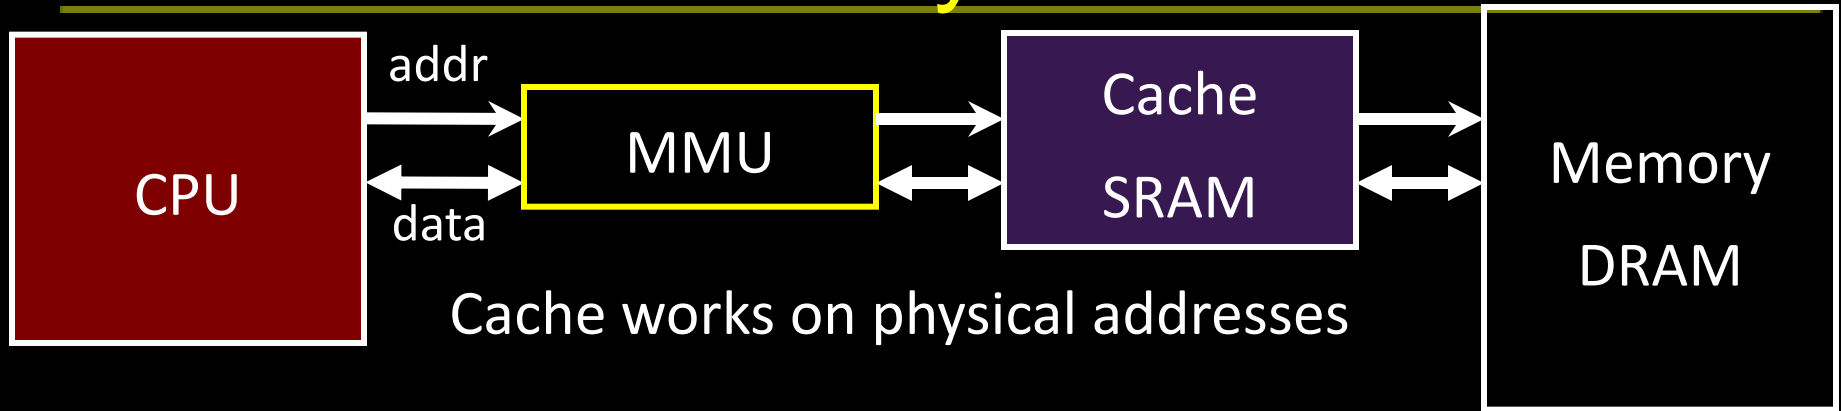 addr
CPU
data
MMU
Cache
SRAM
Memory
DRAM
Cache works on physical addresses